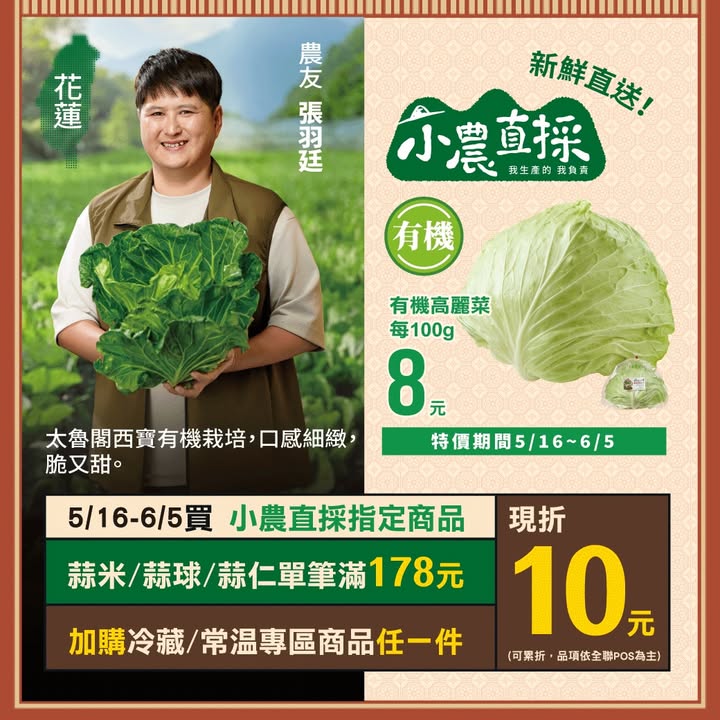 花蓮
農友 張羽廷
新鮮直送!
小農直採
我生產的 我負責
有機
有機高麗菜
每100g
8元
特價期間5/16~6/5
太魯閣西寶有機栽培,口感細緻,
脆又甜。
5/16-6/5買 小農直採指定商品
蒜米/蒜球/蒜仁單筆滿178元
加購冷藏/常温專區商品任一件
現折
10元
(可累折,品項依全聯POS為主)